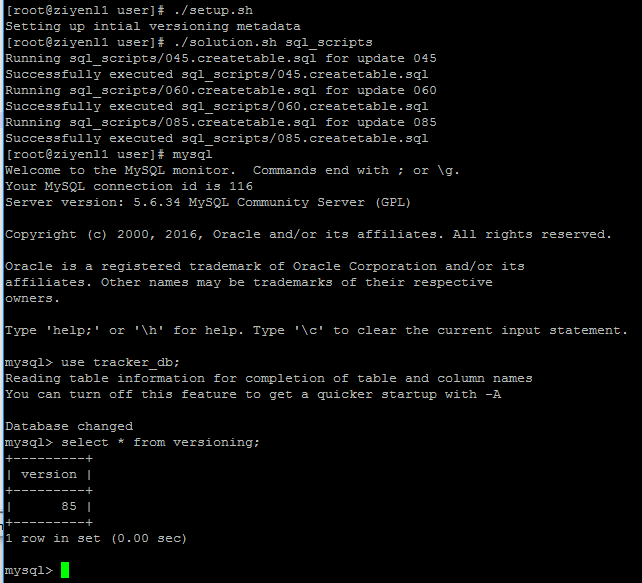 [root@ziyenl1 user]# ./setup.sh
Setting up intial versioning metadata
[root@ziyenl1 user]# ./solution.sh sql_scripts
Running sql_scripts/045.createtable.sql for update 045
Successfully executed sql_scripts/045.createtable.sql
Running sql_scripts/060.createtable.sql for update 060
Successfully executed sql_scripts/060.createtable.sql
Running sql_scripts/085.createtable.sql for update 085
Successfully executed sql_scripts/085.createtable.sql
[root@ziyenl1 user]# mysql
Welcome to the MySQL monitor.  Commands end with ; or \g.
Your MySQL connection id is 116
Server version: 5.6.34 MySQL Community Server (GPL)

Copyright (c) 2000, 2016, Oracle and/or its affiliates. All rights reserved.

Oracle is a registered trademark of Oracle Corporation and/or its
affiliates. Other names may be trademarks of their respective
owners.

Type 'help;' or '\h' for help. Type '\c' to clear the current input statement.

mysql> use tracker_db;
Reading table information for completion of table and column names
You can turn off this feature to get a quicker startup with -A

Database changed
mysql> select * from versioning;
+---------+
| version |
+---------+
|      85 |
+---------+
1 row in set (0.00 sec)

mysql>